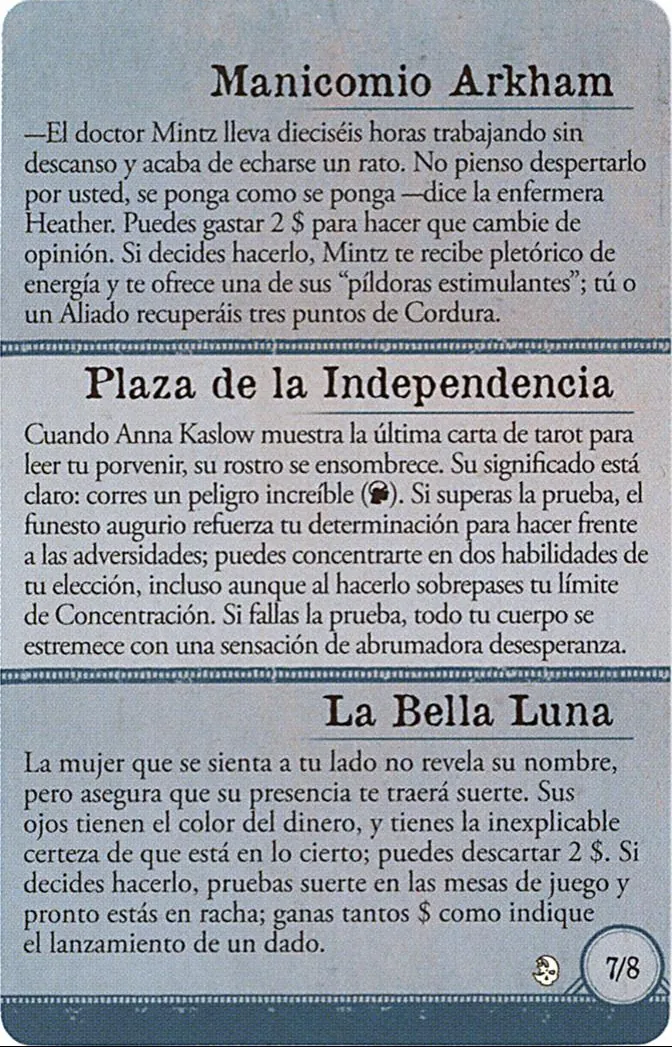 Manicomio Arkham
—El doctor Mintz lleva dieciséis horas trabajando sin
descanso y acaba de echarse un rato. No pienso despertarlo
por usted, se ponga como se ponga —dice la enfermera
Heather. Puedes gastar 2 $ para hacer que cambie de
opinión. Si decides hacerlo, Mintz te recibe pletórico de
energía y te ofrece una de sus “píldoras estimulantes”; tú o
un Aliado recuperáis tres puntos de Cordura.
Plaza de la Independencia
Cuando Anna Kaslow muestra la última carta de tarot para
leer tu porvenir, su rostro se ensombrece. Su significado está
claro: corres un peligro increíble (). Si superas la prueba, el
funesto augurio refuerza tu determinación para hacer frente
a las adversidades; puedes concentrarte en dos habilidades de
tu elección, incluso aunque al hacerlo sobrepases tu límite
de Concentración. Si fallas la prueba, todo tu cuerpo se
estremece con una sensación de abrumadora desesperanza.
La Bella Luna
La mujer que se sienta a tu lado no revela su nombre,
pero asegura que su presencia te traerá suerte. Sus
ojos tienen el color del dinero, y tienes la inexplicable
certeza de que está en lo cierto; puedes descartar 2 $. Si
decides hacerlo, pruebas suerte en las mesas de juego y
pronto estás en racha; ganas tantos $ como indique
el lanzamiento de un dado.
7/8